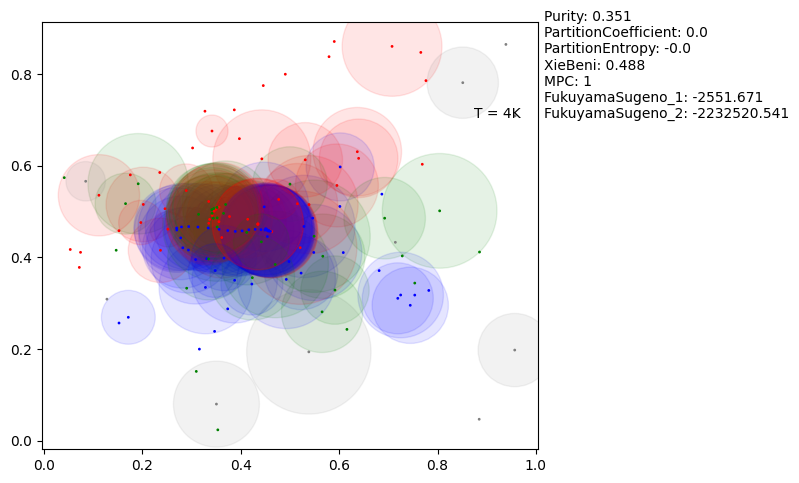 Purity: 0.351
PartitionCoefficient: 0.0
PartitionEntropy: -0.0
XieBeni: 0.488
MPC: 1
FukuyamaSugeno_1: -2551.671
FukuyamaSugeno_2: -2232520.541
T = 4K
0.8
0.6
0.4
0.2
0.0
0.0 0.2 0.4 0.6 0.8 1.0